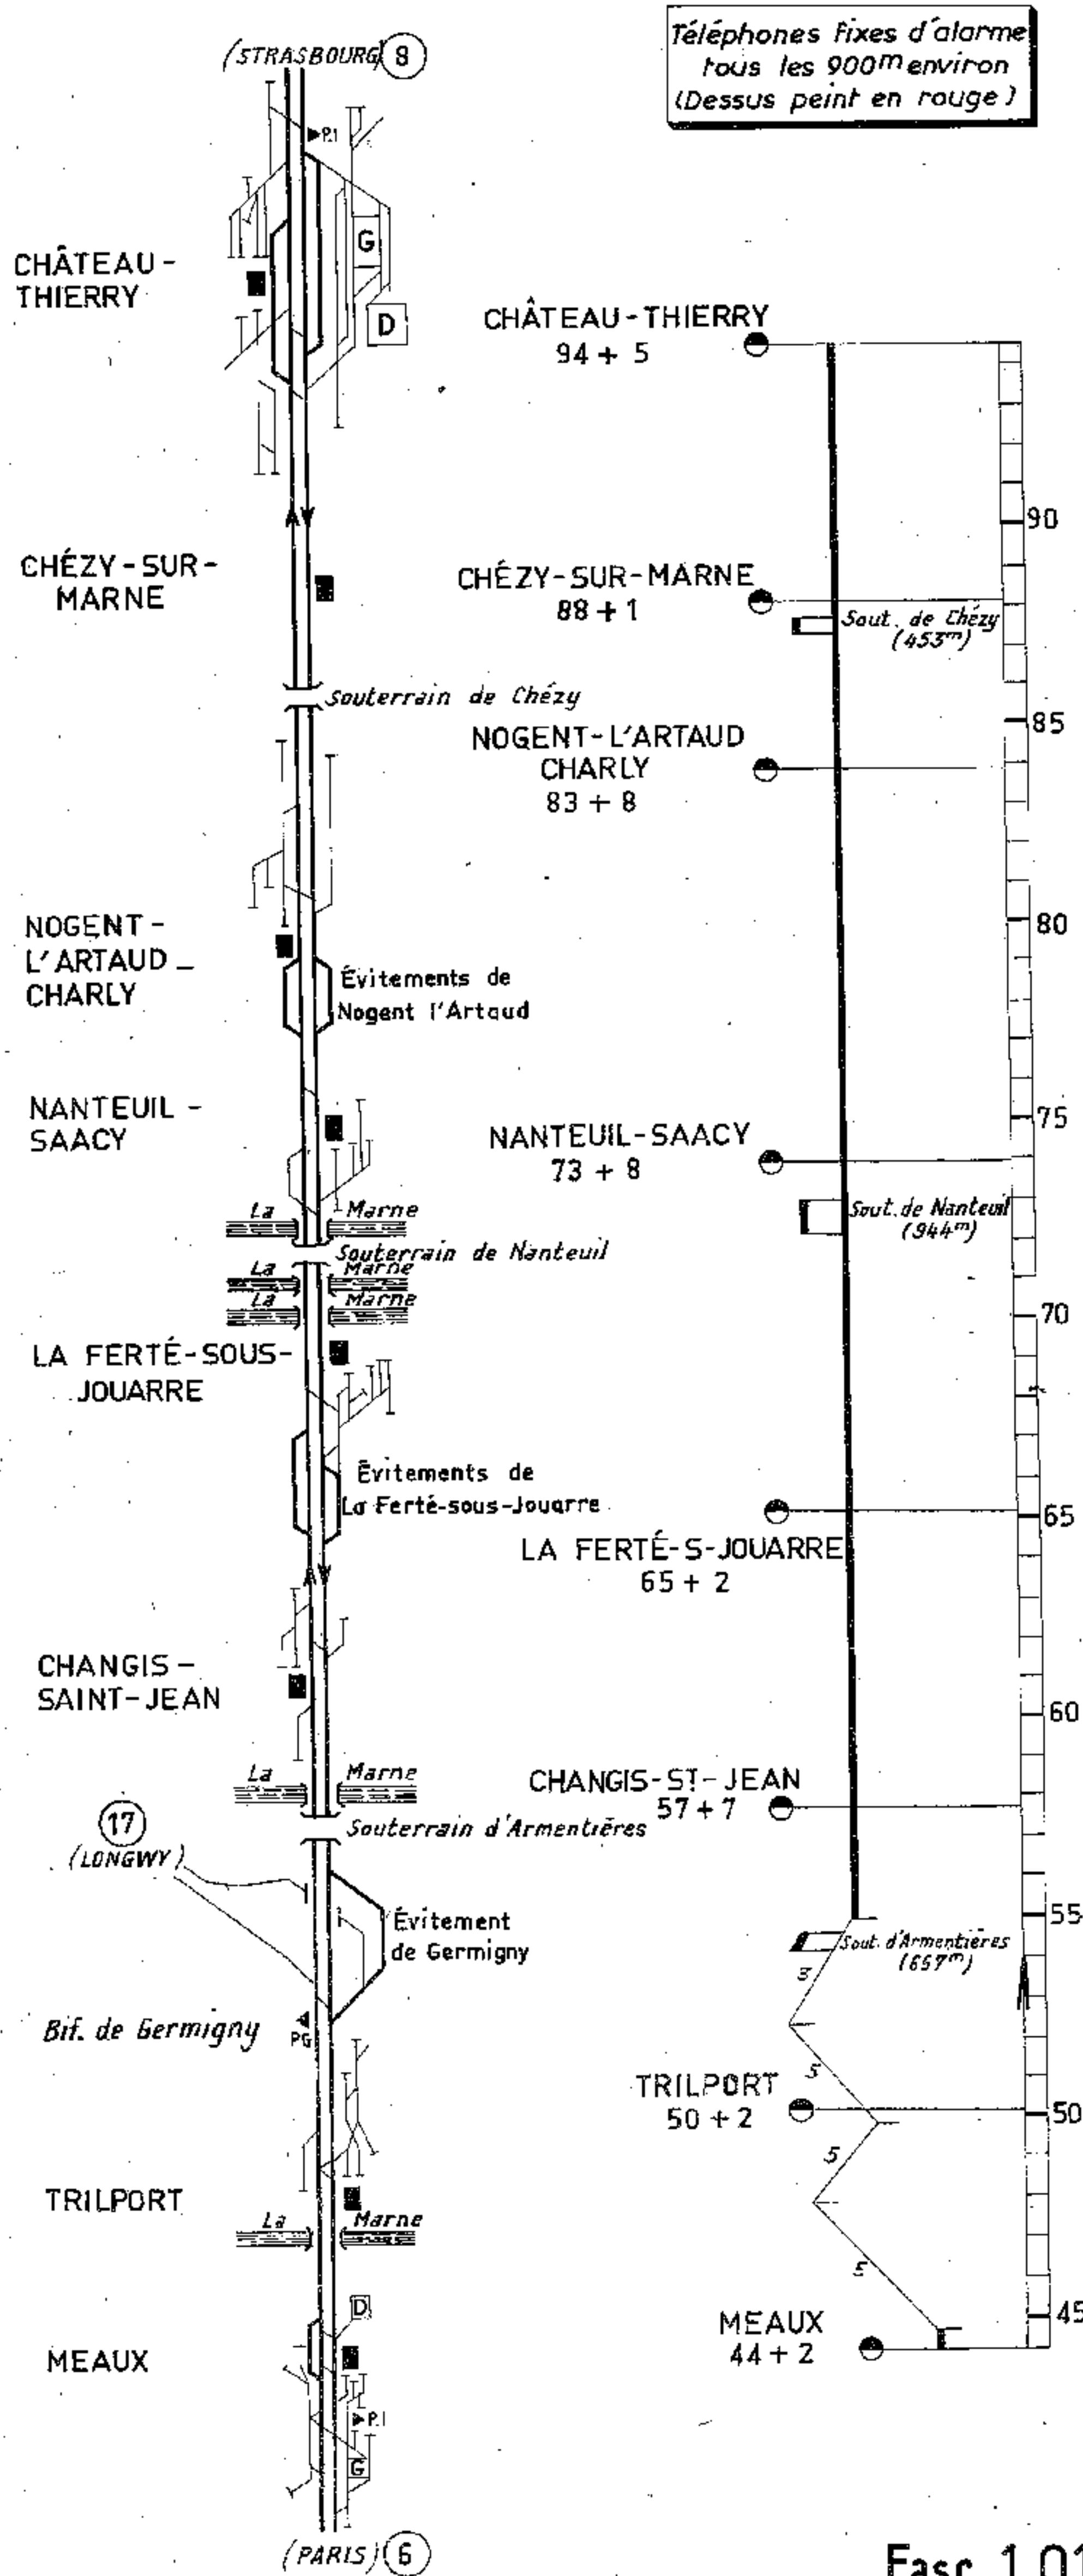 (STRASBOURG) 8
Téléphones fixes d'alarme
tous les 900m environ
(Dessus peint en rouge)
P.I
G
D
CHÂTEAU-
THIERRY
CHÂTEAU-THIERRY
94 + 5
90
CHÉZY-SUR-
MARNE
CHÉZY-SUR-MARNE
88 + 1
Sout. de Chézy
(453m)
Souterrain de Chézy
85
NOGENT-L'ARTAUD
CHARLY
83 + 8
80
NOGENT-
L'ARTAUD_
CHARLY
Évitements de
Nogent l'Artaud
75
NANTEUIL-
SAACY
NANTEUIL-SAACY
73 + 8
La Marne
Sout. de Nanteuil
(944m)
Souterrain de Nanteuil
La Marne
La Marne
70
LA FERTÉ-SOUS-
JOUARRE
Évitements de
La Ferté-sous-Jouarre
65
LA FERTÉ-S-JOUARRE
65 + 2
CHANGIS-
SAINT-JEAN
60
La Marne
CHANGIS-ST-JEAN
57 + 7
Souterrain d'Armentières
17
(LONGWY)
55
Évitement
de Germigny
Sout. d'Armentières
(657m)
3
Bif. de Germigny
PG
5
TRILPORT
50 + 2
50
5
TRILPORT
La Marne
5
D
45
MEAUX
44 + 2
MEAUX
P.I
G
(PARIS) 6
Fasc. 1.01